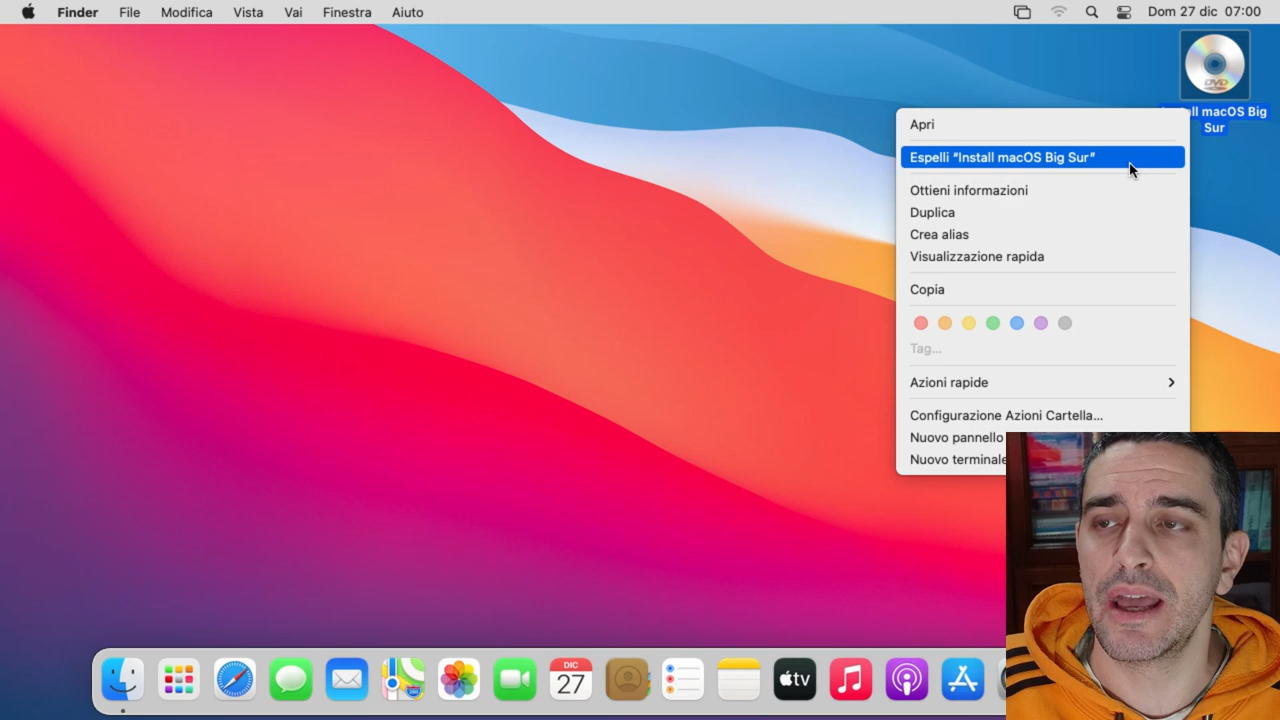 Finder File Modifica Vista Vai Finestra Aiuto Dom 27 dic 07:00
DVD
macOS Big
Sur
Apri
Espelli “Install macOS Big Sur”
Ottieni informazioni
Duplica
Crea alias
Visualizzazione rapida
Copia
Tag...
Azioni rapide
Configurazione Azioni Cartella...
Nuovo pannello
Nuovo terminale
DIC
27
tv